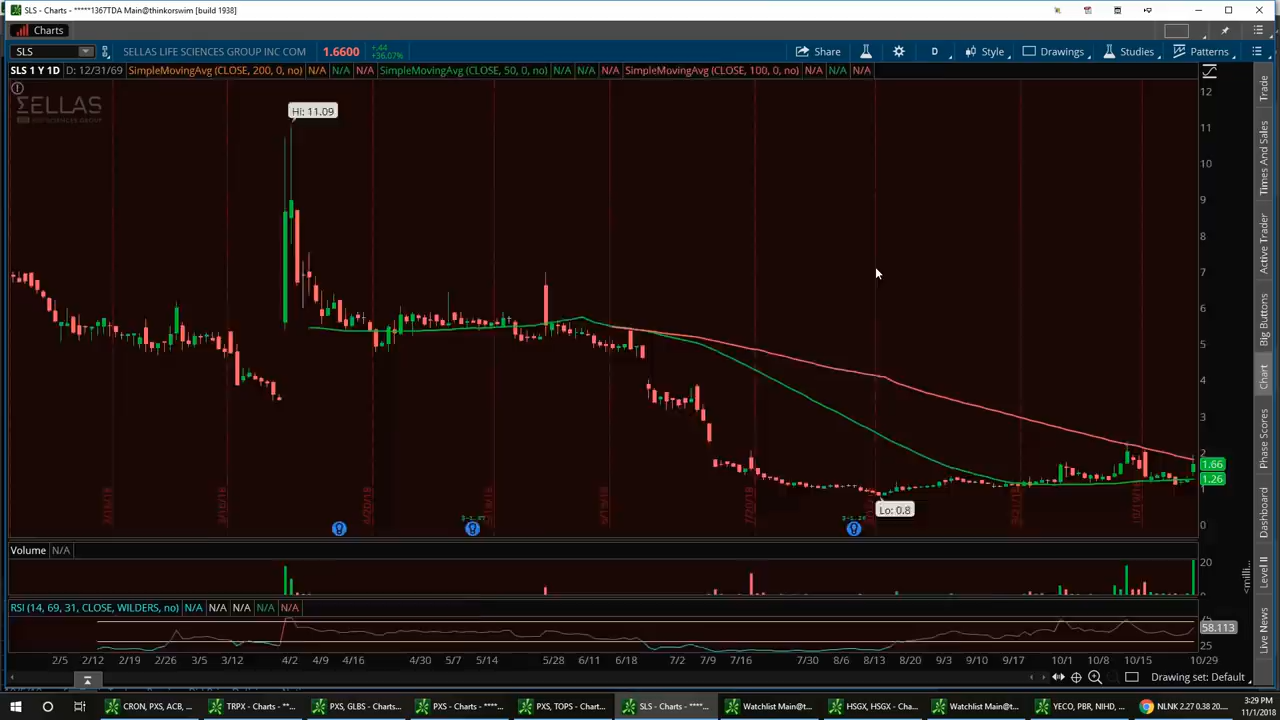 SLS - Charts - *****1367TDA Main@thinkorswim [build 1938]
Charts
SLS SELLAS LIFE SCIENCES GROUP INC COM 1.6600 +.44 +36.07% Share D Style Drawings Studies Patterns
SLS 1 Y 1D D: 12/31/69 SimpleMovingAvg (CLOSE, 200, 0, no) N/A N/A N/A SimpleMovingAvg (CLOSE, 50, 0, no) N/A N/A N/A SimpleMovingAvg (CLOSE, 100, 0, no) N/A N/A N/A
ΣELLAS
Hi: 11.09
12
11
10
9
8
7
6
5
4
3
2
1.66
1.26
0
Lo: 0.8
Volume N/A
20
RSI (14, 69, 31, CLOSE, WILDERS, no) N/A N/A N/A N/A N/A
58.113
25
2/5 2/12 2/19 2/26 3/5 3/12 4/2 4/9 4/16 4/30 5/7 5/14 5/28 6/11 6/18 7/2 7/9 7/16 7/30 8/6 8/13 8/20 9/4 9/10 9/17 10/1 10/8 10/15 10/29
Drawing set: Default
Trade
Times And Sales
Active Trader
Big Buttons
Chart
Phase Scores
Dashboard
Level II
Live News
CRON, PXS, ACB, ... TRPX - Charts - **... PXS, GLBS - Charts... PXS - Charts - ****... PXS, TOPS - Chart... SLS - Charts - ****... Watchlist Main@t... HSGX, HSGX - Cha... Watchlist Main@t... YECO, PBR, NIHD, ... NLNK 2.27 0.38 20....
3:29 PM
11/1/2018